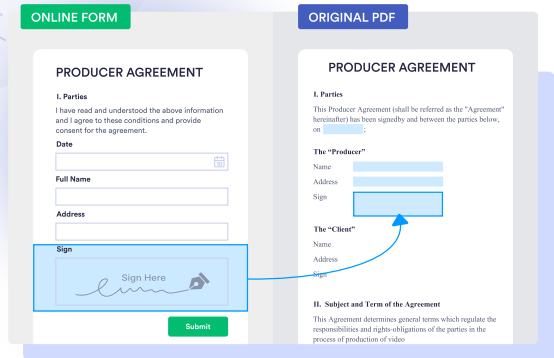 ONLINE FORM
PRODUCER AGREEMENT
I. Parties
I have read and understood the above information
and I agree to these conditions and provide
consent for the agreement.
Date
Full Name
Address
Sign
Sign Here
Submit
ORIGINAL PDF
PRODUCER AGREEMENT
I. Parties
This Producer Agreement (shall be referred as the "Agreement"
hereinafter) has been signedby and between the parties below,
on ;
The “Producer”
Name
Address
Sign
The “Client”
Name
Address
Sign
II. Subject and Term of the Agreement
This Agreement determines general terms which regulate the
responsibilities and rights-obligations of the parties in the
process of production of video